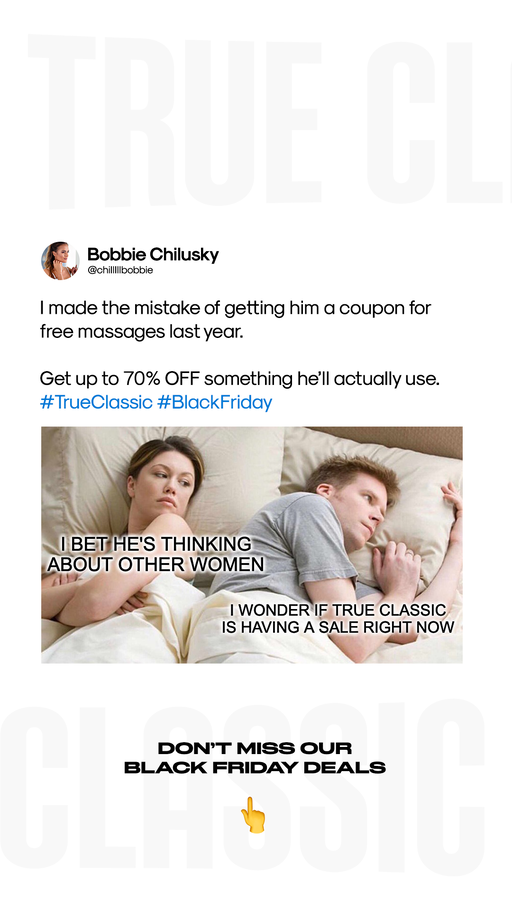 TRUE CL
Bobbie Chilusky
@chillllllbobbie
I made the mistake of getting him a coupon for
free massages last year.
Get up to 70% OFF something he'll actually use.
#TrueClassic #BlackFriday
I BET HE'S THINKING
ABOUT OTHER WOMEN
I WONDER IF TRUE CLASSIC
IS HAVING A SALE RIGHT NOW
CLASSIC
DON'T MISS OUR
BLACK FRIDAY DEALS